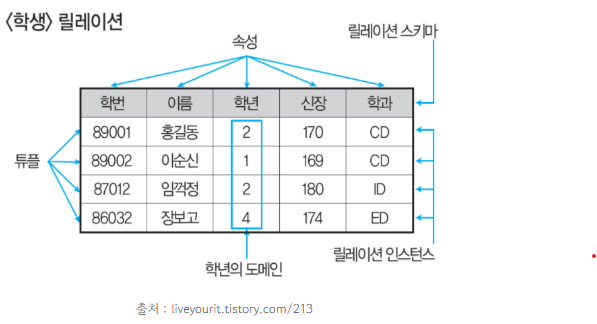 〈학생〉 릴레이션
릴레이션 스키마
속성
학번 이름 학년 신장 학과
89001 홍길동 2 170 CD
89002 이순신 1 169 CD
튜플
87012 임꺽정 2 180 ID
86032 장보고 4 174 ED
릴레이션 인스턴스
학년의 도메인
출처 : liveyourit.tistory.com/213